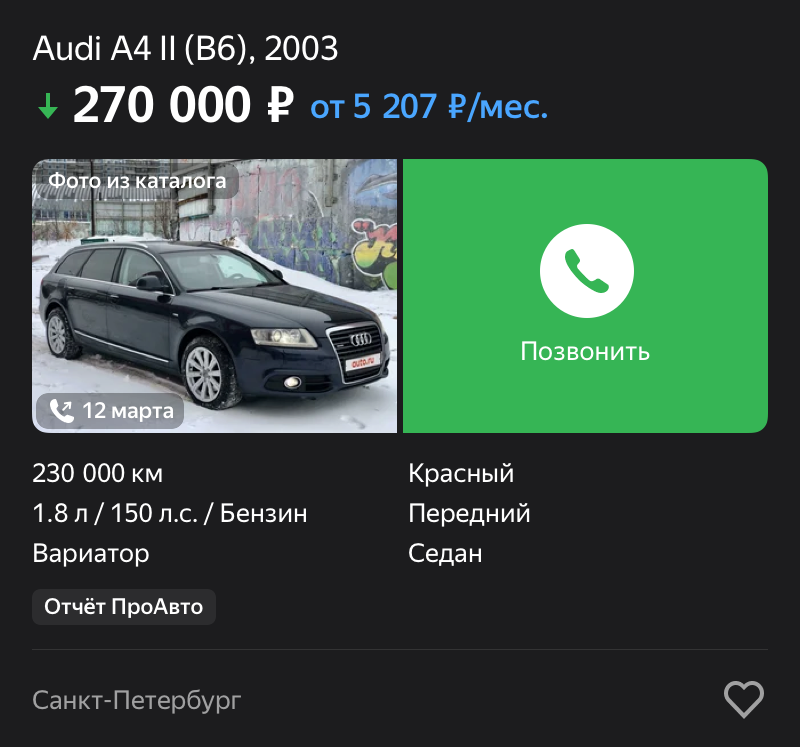 Audi A4 II (B6), 2003
↓ 270 000 ₽ от 5 207 ₽/мес.
Фото из каталога
auto.ru
12 марта
Позвонить
230 000 км
Красный
1.8 л / 150 л.с. / Бензин
Передний
Вариатор
Седан
Отчёт ПроАвто
Санкт-Петербург